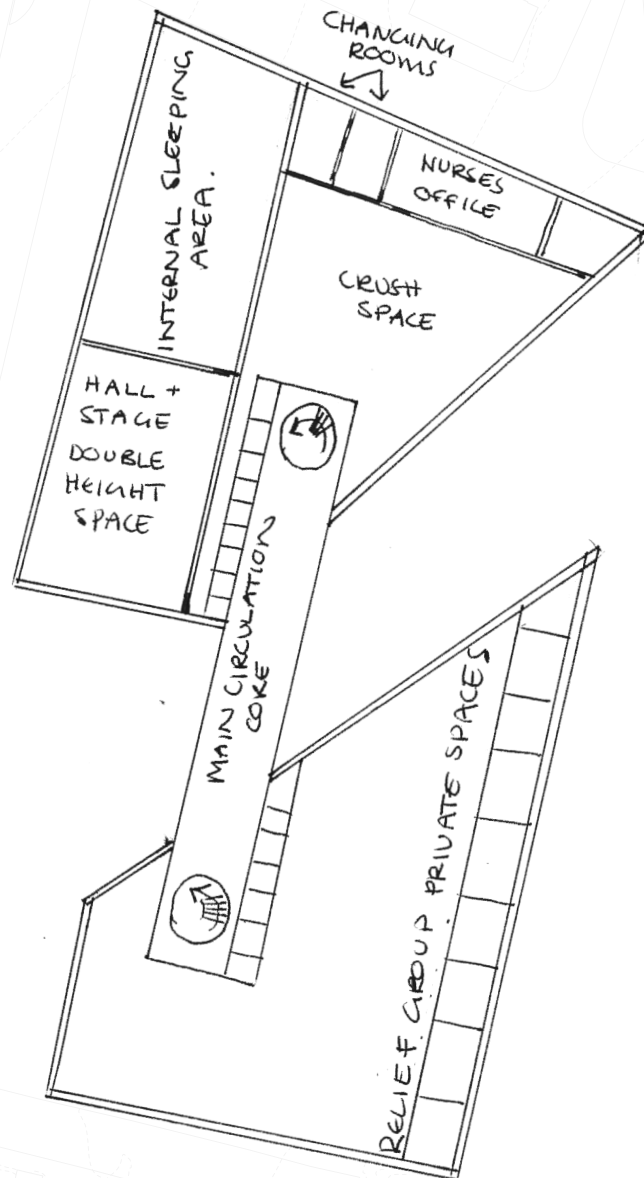 CHANGING
ROOMS
INTERNAL SLEEPING
AREA.
NURSES
OFFICE
CRUSH
SPACE
HALL +
STAGE
DOUBLE
HEIGHT
SPACE
MAIN CIRCULATION
CORE
RELIEF GROUP PRIVATE SPACES